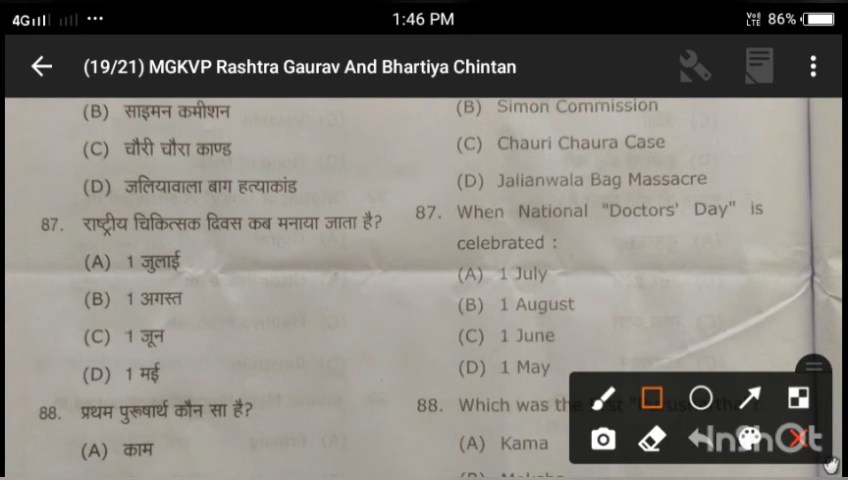 4G
1:46 PM
VoI LTE 86%
(19/21) MGKVP Rashtra Gaurav And Bhartiya Chintan
(B) साइमन कमीशन
(C) चौरी चौरा काण्ड
(D) जलियावाला बाग हत्याकांड
87. राष्ट्रीय चिकित्सक दिवस कब मनाया जाता है?
(A) 1 जुलाई
(B) 1 अगस्त
(C) 1 जून
(D) 1 मई
88. प्रथम पुरूषार्थ कौन सा है?
(A) काम
(B) Simon Commission
(C) Chauri Chaura Case
(D) Jalianwala Bag Massacre
87. When National "Doctors' Day" is
celebrated :
(A) 1 July
(B) 1 August
(C) 1 June
(D) 1 May
88. Which was the
(A) Kama
InShOt